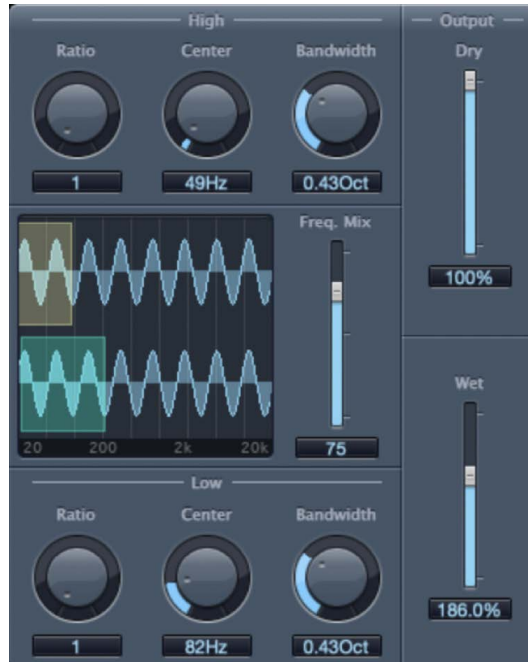 High
Ratio
Center
Bandwidth
1
49Hz
0.43Oct
Freq. Mix
20
200
2k
20k
75
Low
Ratio
Center
Bandwidth
1
82Hz
0.43Oct
Output
Dry
100%
Wet
186.0%